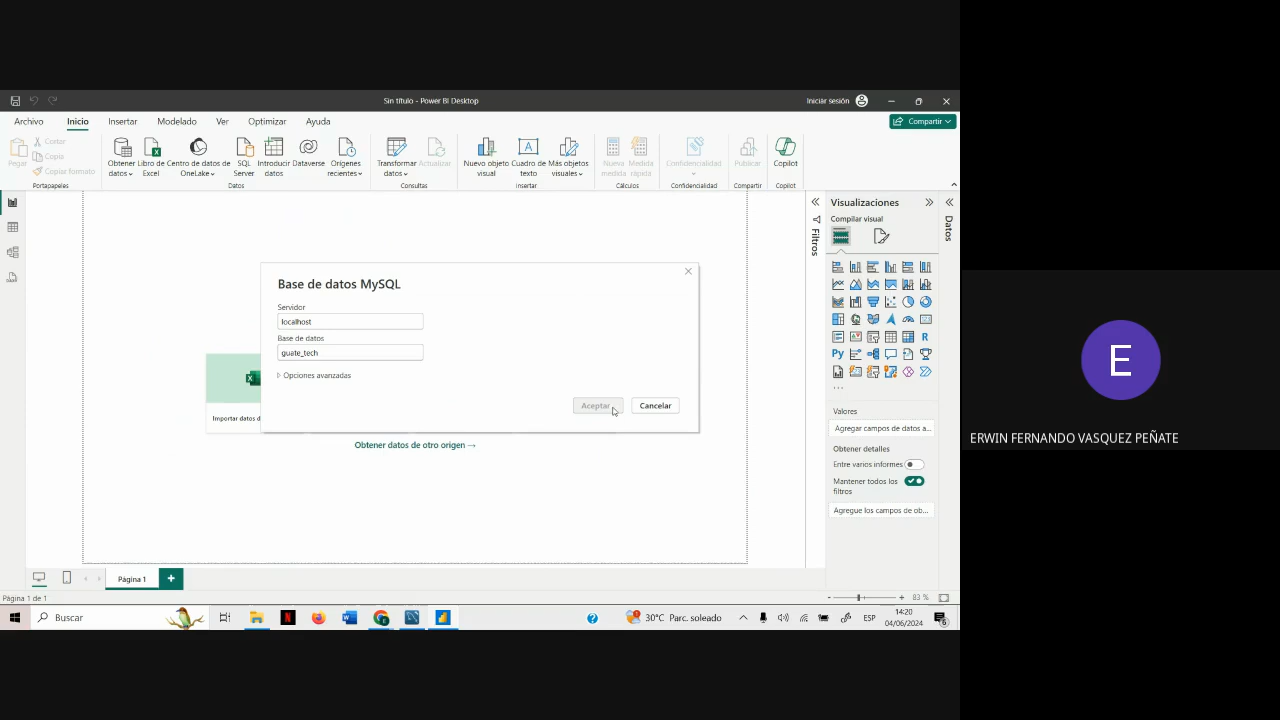 Sin título - Power BI Desktop
Iniciar sesión
Archivo Inicio Insertar Modelado Ver Optimizar Ayuda
Compartir
Pegar
Cortar
Copia
Copiar formato
Portapapeles
Obtener datos
Libro de Excel
Centro de datos de OneLake
SQL Server
Introducir datos
Dataverse
Orígenes recientes
Datos
Transformar datos
Actualizar
Consultas
Nuevo objeto visual
Cuadro de texto
Más objetos visuales
Insertar
Nueva medida
Medida rápida
Cálculos
Confidencialidad
Confidencialidad
Publicar
Compartir
Copilot
Copilot
Base de datos MySQL
Servidor
localhost
Base de datos
guate_tech
Opciones avanzadas
Aceptar
Cancelar
Importar datos d
Obtener datos de otro origen →
Filtros
Visualizaciones
Compilar visual
R
Py
...
Valores
Agregar campos de datos a...
Obtener detalles
Entre varios informes
Mantener todos los
filtros
Agregue los campos de ob...
Datos
Página 1
+
Página 1 de 1
- + 83 %
Buscar
30°C Parc. soleado
ESP
14:20
04/06/2024
6
E
ERWIN FERNANDO VASQUEZ PEÑATE